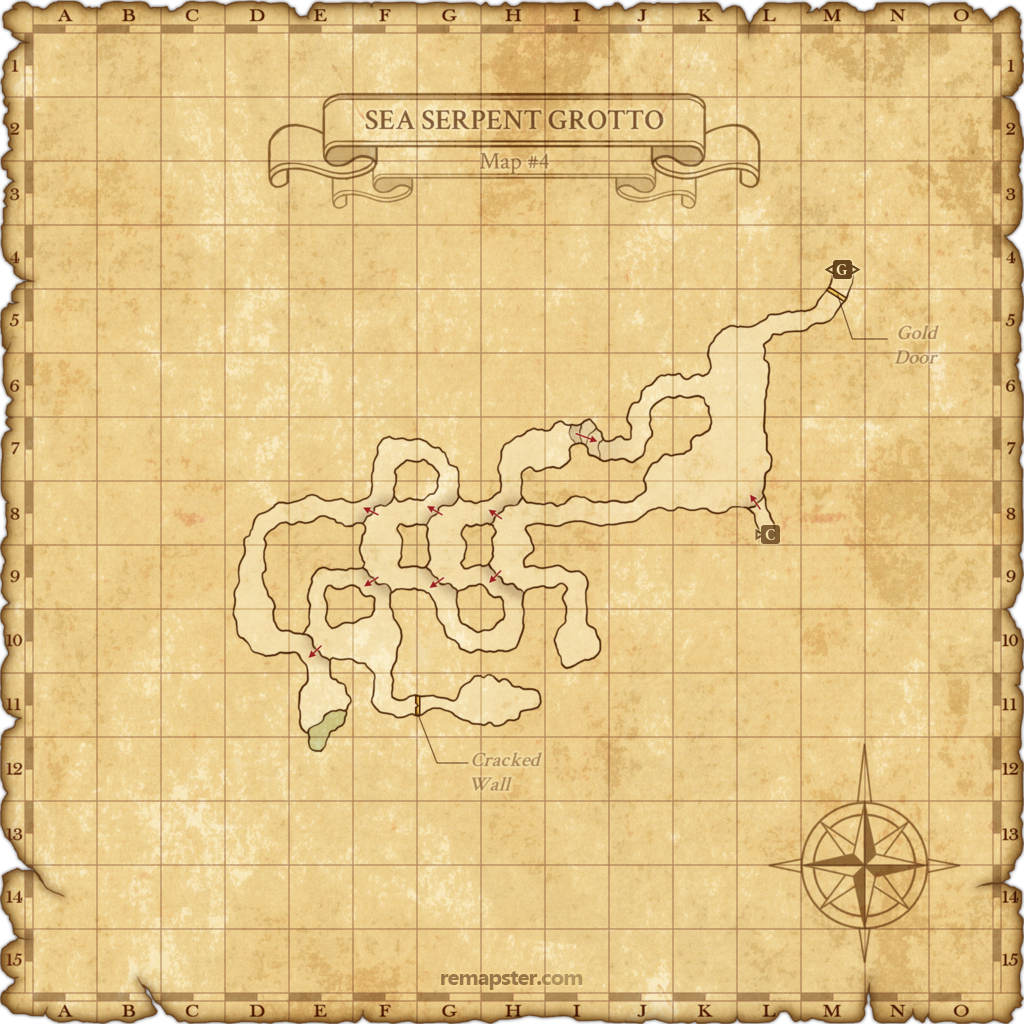 A B C D E F G H I J K L M N O
1 1
2 2
SEA SERPENT GROTTO
Map #4
3 3
4 4
G
5 5
Gold
Door
6 6
7 7
8 8
C
9 9
10 10
11 11
Cracked
Wall
12 12
13 13
14 14
15 15
remapster.com
A B C D E F G H I J K L M N O